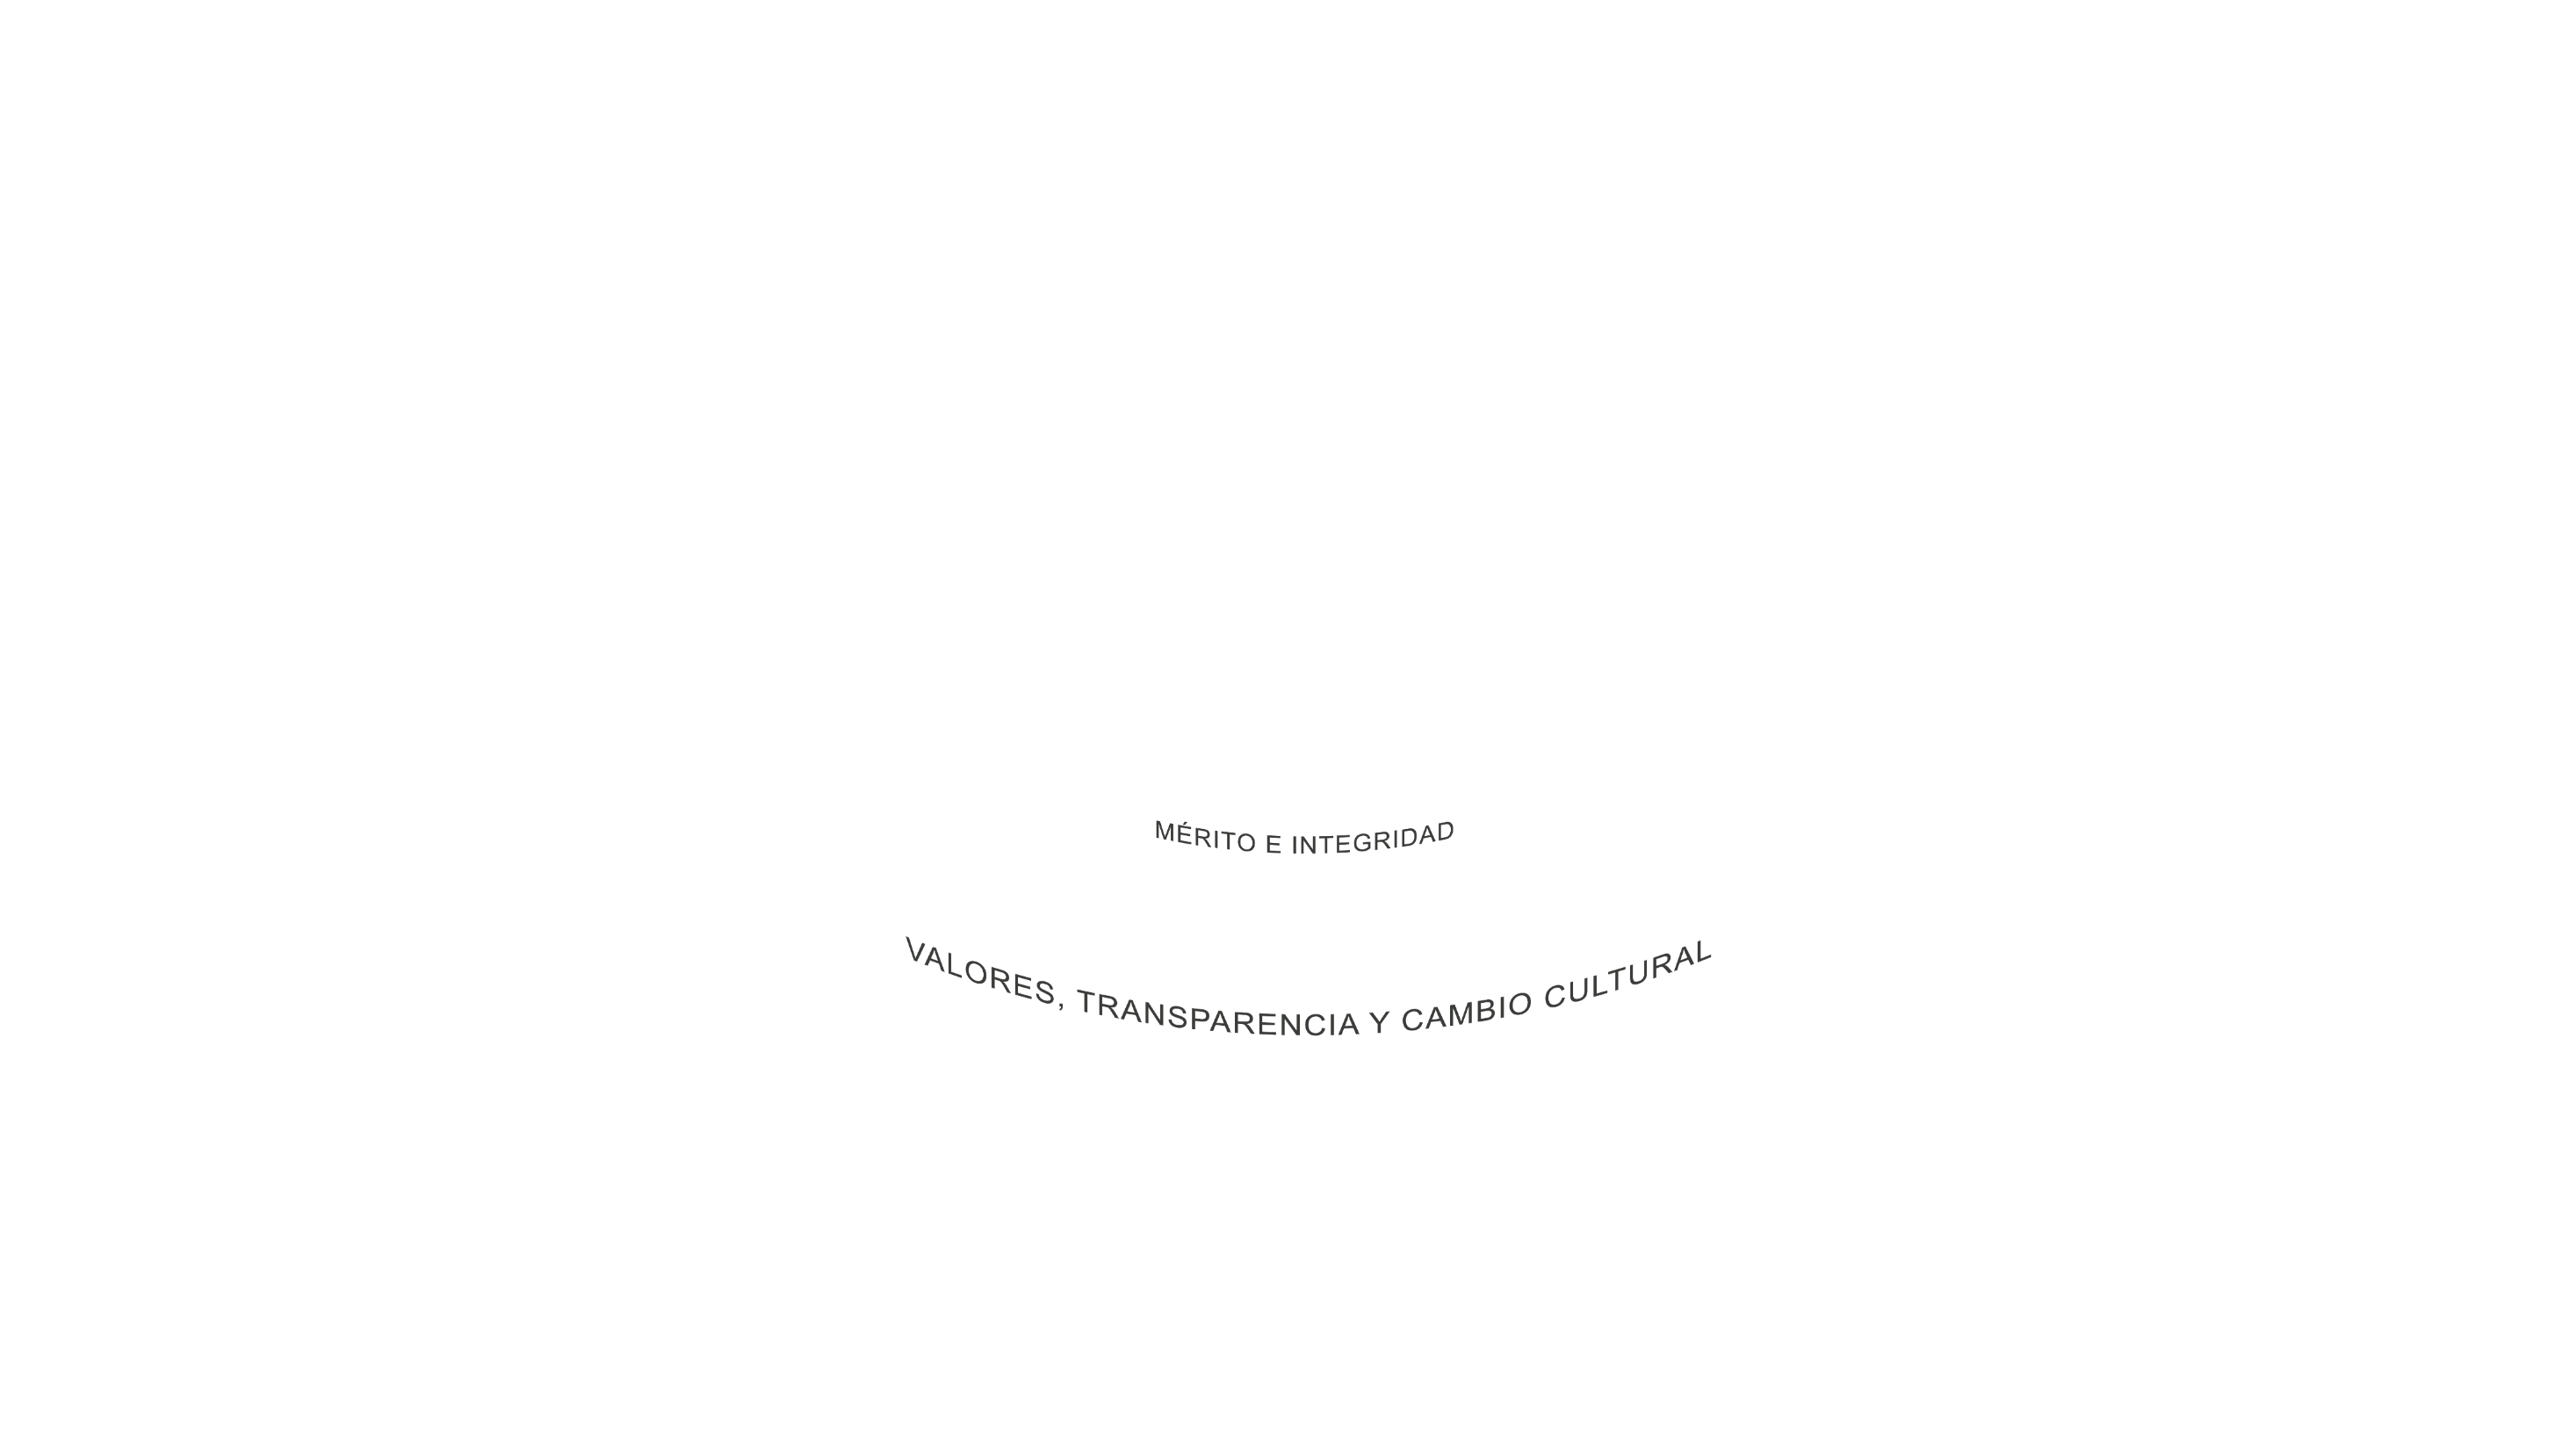 MÉRITO E INTEGRIDAD
VALORES, TRANSPARENCIA Y CAMBIO CULTURAL